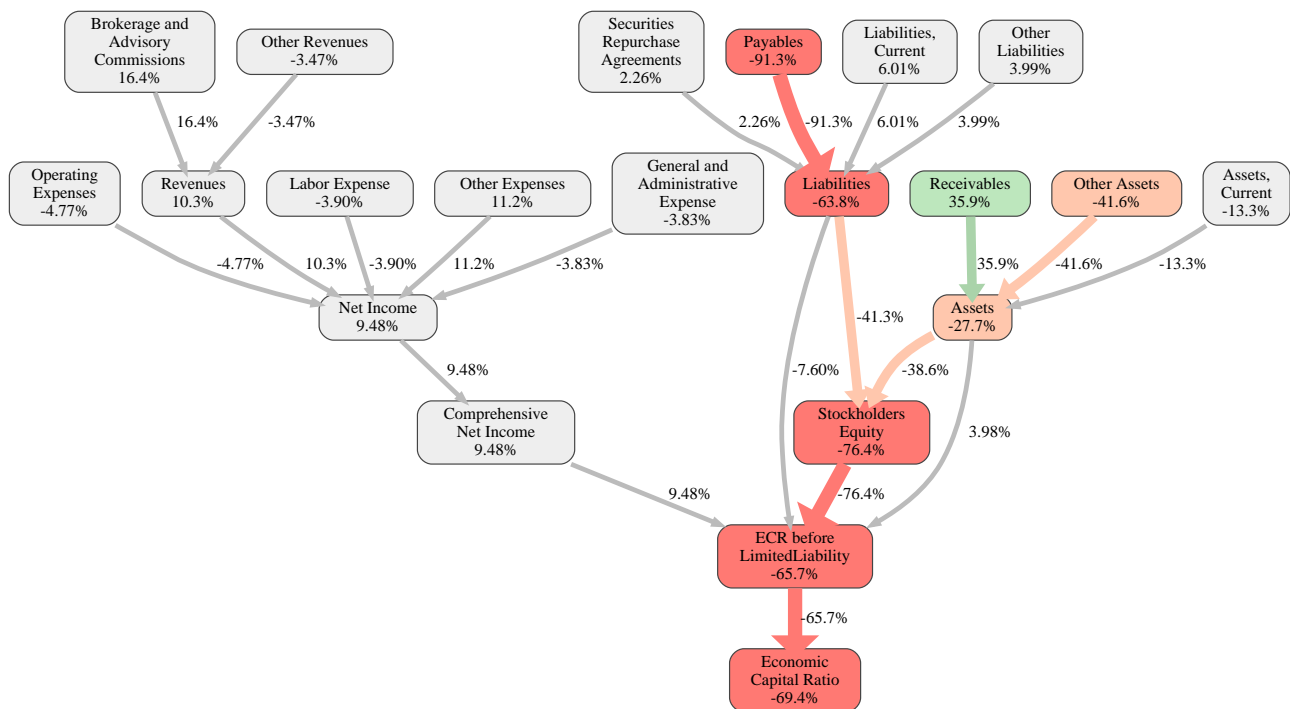 Brokerage and
Advisory
Commissions
16.4%
Other Revenues
-3.47%
Securities
Repurchase
Agreements
2.26%
Payables
-91.3%
Liabilities,
Current
6.01%
Other
Liabilities
3.99%
16.4%
-3.47%
2.26%
-91.3%
6.01%
3.99%
Operating
Expenses
-4.77%
Revenues
10.3%
Labor Expense
-3.90%
Other Expenses
11.2%
General and
Administrative
Expense
-3.83%
Liabilities
-63.8%
Receivables
35.9%
Other Assets
-41.6%
Assets,
Current
-13.3%
-4.77%
10.3%
-3.90%
11.2%
-3.83%
35.9%
-41.6%
-13.3%
Net Income
9.48%
Assets
-27.7%
-41.3%
9.48%
-7.60%
-38.6%
Comprehensive
Net Income
9.48%
Stockholders
Equity
-76.4%
3.98%
9.48%
-76.4%
ECR before
LimitedLiability
-65.7%
-65.7%
Economic
Capital Ratio
-69.4%